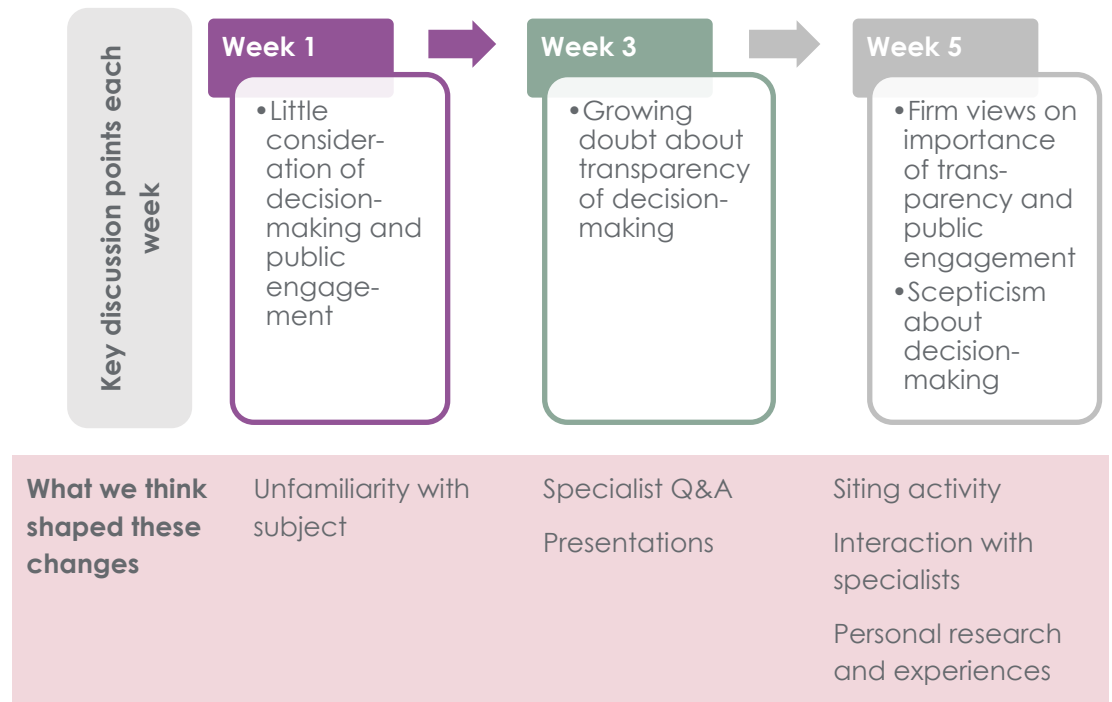 Key discussion points each
week
Week 1
•Little
consider-
ation of
decision-
making and
public
engage-
ment
Week 3
•Growing
doubt about
transparency
of decision-
making
Week 5
•Firm views on
importance
of trans-
parency and
public
engagement
•Scepticism
about
decision-
making
What we think
shaped these
changes
Unfamiliarity with
subject
Specialist Q&A
Presentations
Siting activity
Interaction with
specialists
Personal research
and experiences